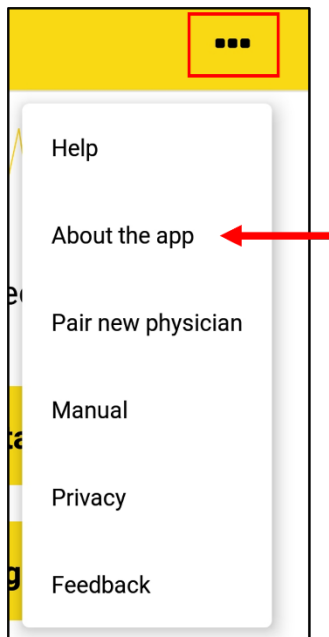 Help
About the app
Pair new physician
Manual
Privacy
Feedback